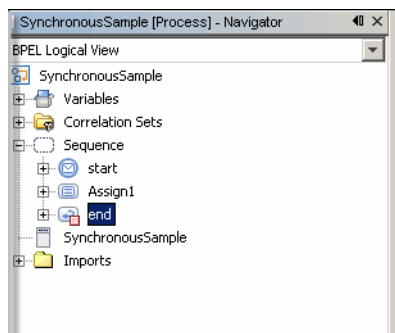 SynchronousSample [Process] - Navigator
BPEL Logical View
SynchronousSample
Variables
Correlation Sets
Sequence
start
Assign1
end
SynchronousSample
Imports